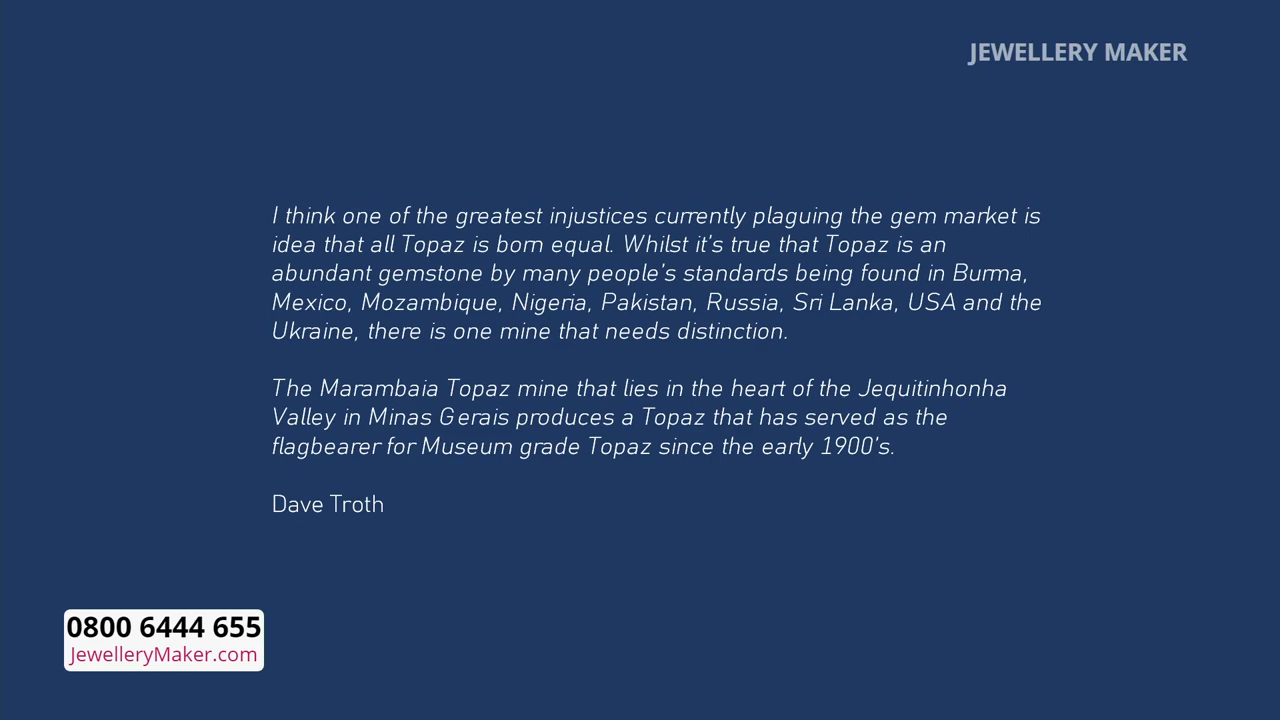 JEWELLERY MAKER
I think one of the greatest injustices currently plaguing the gem market is
idea that all Topaz is born equal. Whilst it's true that Topaz is an
abundant gemstone by many people's standards being found in Burma,
Mexico, Mozambique, Nigeria, Pakistan, Russia, Sri Lanka, USA and the
Ukraine, there is one mine that needs distinction.
The Marambaia Topaz mine that lies in the heart of the Jequitinhonha
Valley in Minas Gerais produces a Topaz that has served as the
flagbearer for Museum grade Topaz since the early 1900's.
Dave Troth
0800 6444 655
JewelleryMaker.com